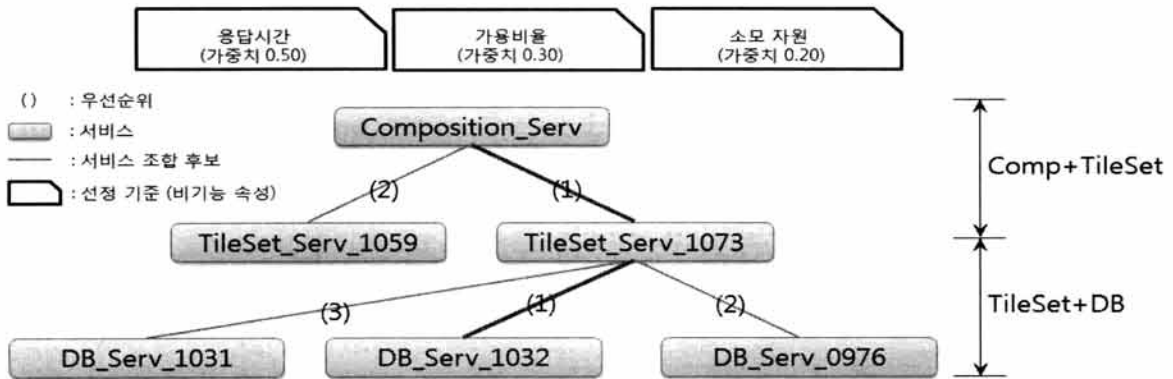 응답시간
(가중치 0.50)
가용비율
(가중치 0.30)
소모 자원
(가중치 0.20)
( ) : 우선순위
: 서비스
: 서비스 조합 후보
: 선정 기준 (비기능 속성)
Composition_Serv
(2)
(1)
Comp+TileSet
TileSet_Serv_1059
TileSet_Serv_1073
(3)
(1)
(2)
TileSet+DB
DB_Serv_1031
DB_Serv_1032
DB_Serv_0976